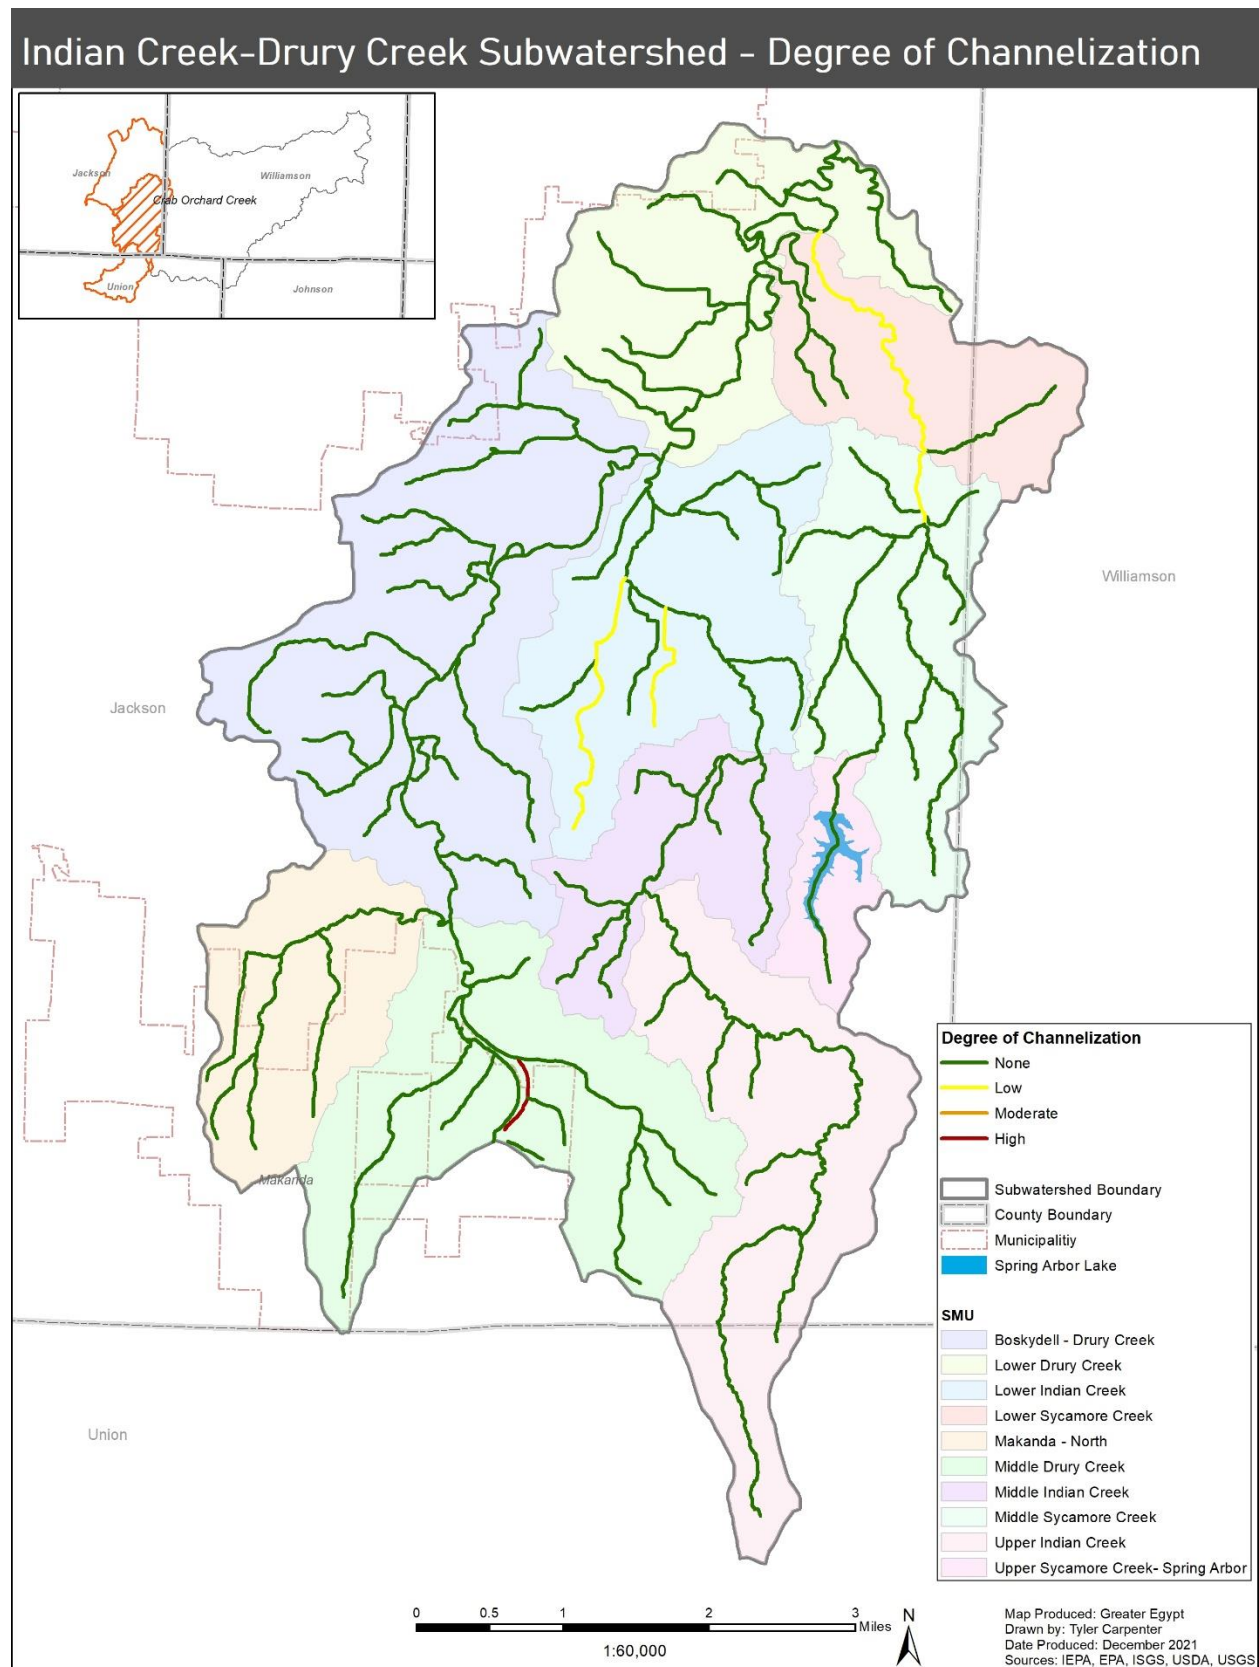 Indian Creek-Drury Creek Subwatershed - Degree of Channelization
Jackson
Williamson
Crab Orchard Creek
Union
Johnson
Williamson
Jackson
Makanda
Union
Degree of Channelization
None
Low
Moderate
High
Subwatershed Boundary
County Boundary
Municipalitiy
Spring Arbor Lake
SMU
Boskydell - Drury Creek
Lower Drury Creek
Lower Indian Creek
Lower Sycamore Creek
Makanda - North
Middle Drury Creek
Middle Indian Creek
Middle Sycamore Creek
Upper Indian Creek
Upper Sycamore Creek- Spring Arbor
0 0.5 1 2 3
Miles
1:60,000
N
Map Produced: Greater Egypt
Drawn by: Tyler Carpenter
Date Produced: December 2021
Sources: IEPA, EPA, ISGS, USDA, USGS